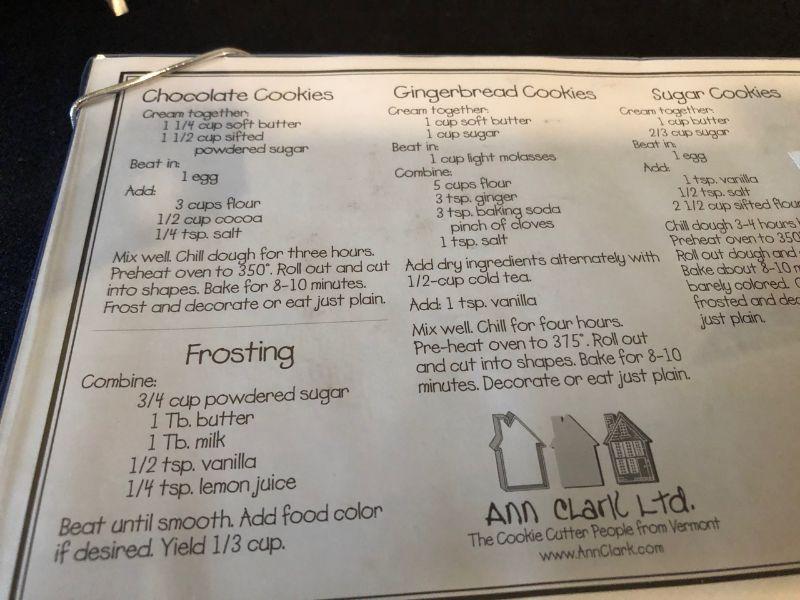 Chocolate Cookies
Cream together:
1 1/4 cup soft butter
1 1/2 cup sifted
powdered sugar
Beat in:
1 egg
Add:
3 cups flour
1/2 cup cocoa
1/4 tsp. salt
Mix well. Chill dough for three hours.
Preheat oven to 350°. Roll out and cut
into shapes. Bake for 8-10 minutes.
Frost and decorate or eat just plain.
Frosting
Combine:
3/4 cup powdered sugar
1 Tb. butter
1 Tb. milk
1/2 tsp. vanilla
1/4 tsp. lemon juice
Beat until smooth. Add food color
if desired. Yield 1/3 cup.
Gingerbread Cookies
Cream together:
1 cup soft butter
1 cup sugar
Beat in:
1 cup light molasses
Combine:
5 cups flour
3 tsp. ginger
3 tsp. baking soda
pinch of cloves
1 tsp. salt
Add dry ingredients alternately with
1/2-cup cold tea.
Add: 1 tsp. vanilla
Mix well. Chill for four hours.
Pre-heat oven to 375°. Roll out
and cut into shapes. Bake for 8-10
minutes. Decorate or eat just plain.
Ann Clark Ltd.
The Cookie Cutter People from Vermont
www.AnnClark.com
Sugar Cookies
Cream together:
1 cup butter
2/3 cup sugar
Beat in:
1 egg
Add:
1 tsp. vanilla
1/2 tsp. salt
2 1/2 cup sifted flour
Chill dough 3-4 hours
Preheat oven to 350°
Roll out dough and
Bake about 8-10
barely colored.
frosted and
just plain.